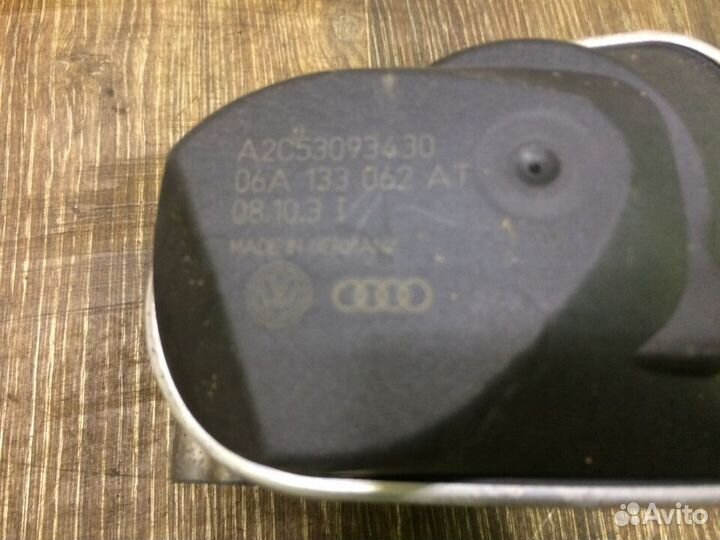 A2C53093430
06A 133 062 AT
08.10.3 I
MADE IN GERMANY
Avito